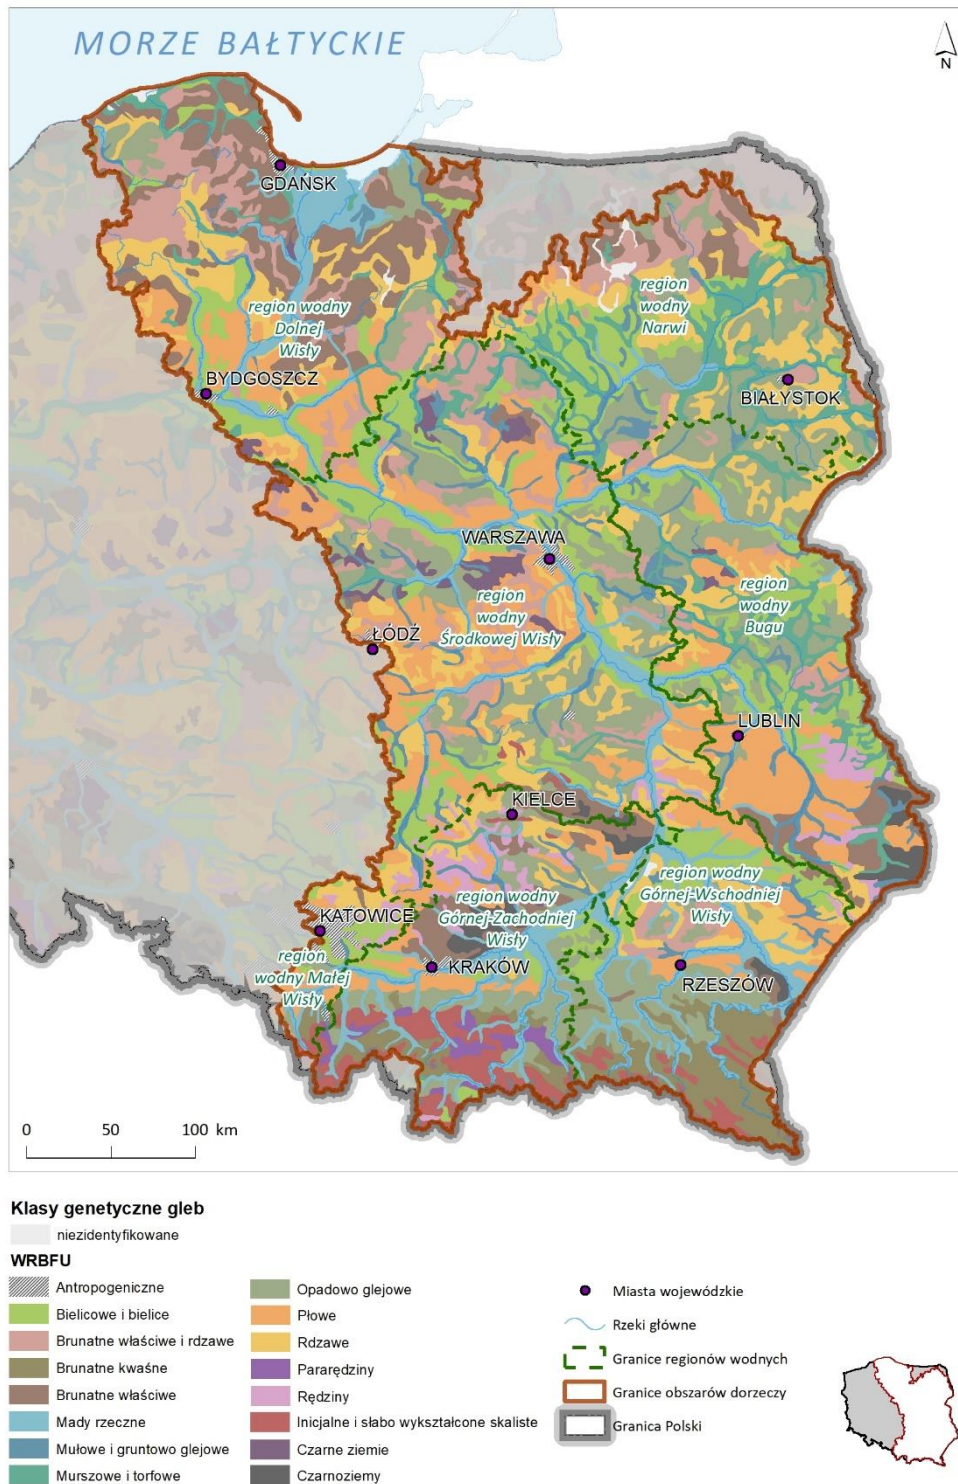 MORZE BAŁTYCKIE
N
GDAŃSK
region wodny
Dolnej
Wisły
region
wodny
Narwi
BYDGOSZCZ
BIAŁYSTOK
WARSZAWA
region
wodny
Środkowej Wisły
region
wodny
Bugu
ŁÓDŹ
LUBLIN
KIELCE
region wodny
Górnej-Zachodniej
Wisły
region wodny
Górnej-Wschodniej
Wisły
KATOWICE
region
wodny Małej
Wisły
KRAKÓW
RZESZÓW
0 50 100 km
Klasy genetyczne gleb
niezidentyfikowane
WRBFU
Antropogeniczne
Bielicowe i bielice
Brunatne właściwe i rdzawe
Brunatne kwaśne
Brunatne właściwe
Mady rzeczne
Mułowe i gruntowo glejowe
Murszowe i torfowe
Opadowo glejowe
Płowe
Rdzawe
Pararędziny
Rędziny
Inicjalne i słabo wykształcone skaliste
Czarne ziemie
Czarnoziemy
Miasta wojewódzkie
Rzeki główne
Granice regionów wodnych
Granice obszarów dorzeczy
Granica Polski